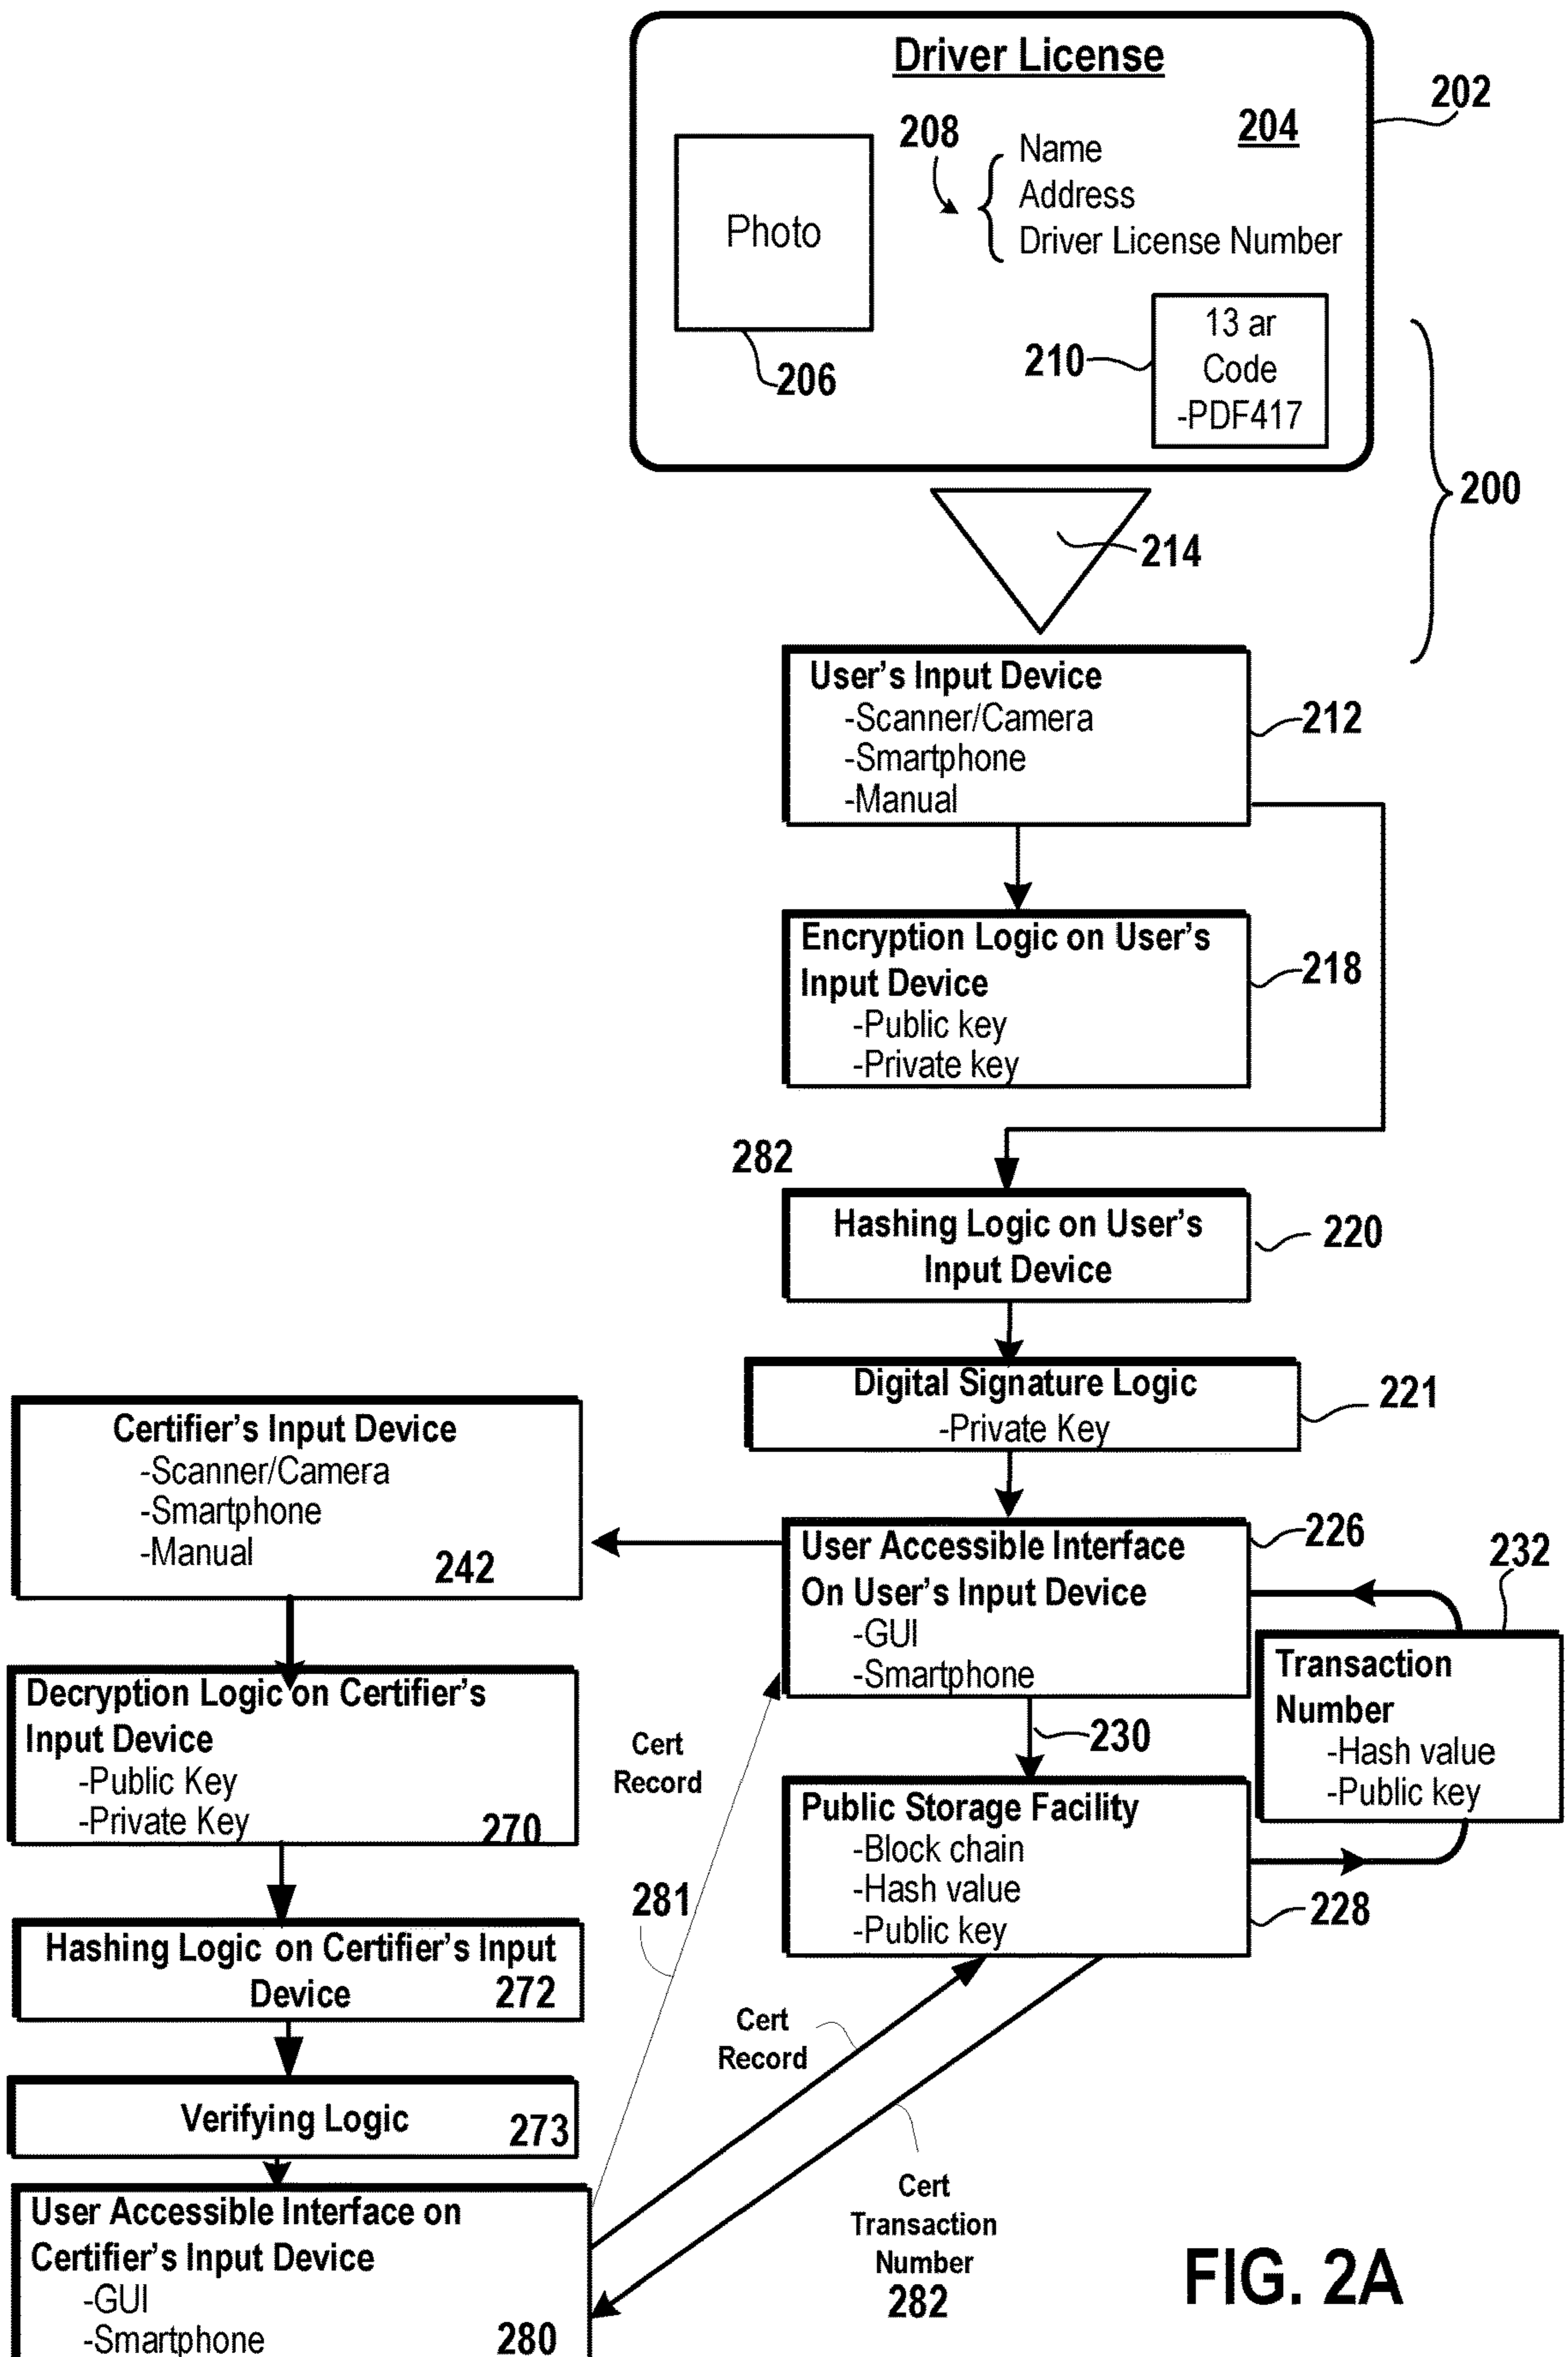 Driver License
202
204
208
Name
Address
Driver License Number
Photo
206
210
13 ar
Code
-PDF417
200
214
User's Input Device
-Scanner/Camera
-Smartphone
-Manual
212
Encryption Logic on User's
Input Device
-Public key
-Private key
218
282
Hashing Logic on User's
Input Device
220
Digital Signature Logic
-Private Key
221
Certifier's Input Device
-Scanner/Camera
-Smartphone
-Manual
242
User Accessible Interface
On User's Input Device
-GUI
-Smartphone
226
232
Transaction
Number
-Hash value
-Public key
Decryption Logic on Certifier's
Input Device
-Public Key
-Private Key
270
Cert
Record
230
Public Storage Facility
-Block chain
-Hash value
-Public key
228
281
Hashing Logic on Certifier's Input
Device
272
Cert
Record
Verifying Logic
273
Cert
Transaction
Number
282
User Accessible Interface on
Certifier's Input Device
-GUI
-Smartphone
280
FIG. 2A